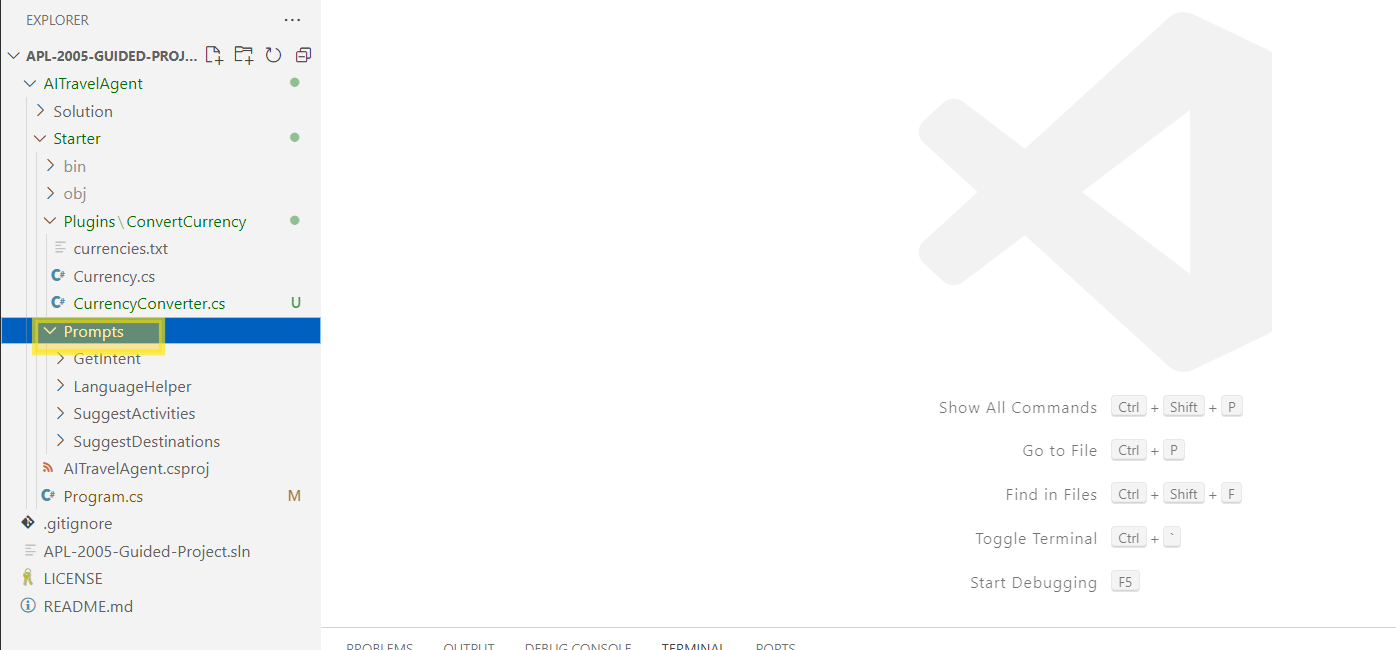 EXPLORER
APL-2005-GUIDED-PROJ...
AITravelAgent
Solution
Starter
bin
obj
Plugins \ ConvertCurrency
currencies.txt
Currency.cs
CurrencyConverter.cs U
Prompts
GetIntent
LanguageHelper
SuggestActivities
SuggestDestinations
AITravelAgent.csproj
Program.cs M
.gitignore
APL-2005-Guided-Project.sln
LICENSE
README.md
Show All Commands Ctrl + Shift + P
Go to File Ctrl + P
Find in Files Ctrl + Shift + F
Toggle Terminal Ctrl + `
Start Debugging F5
PROBLEMS OUTPUT DEBUG CONSOLE TERMINAL PORTS